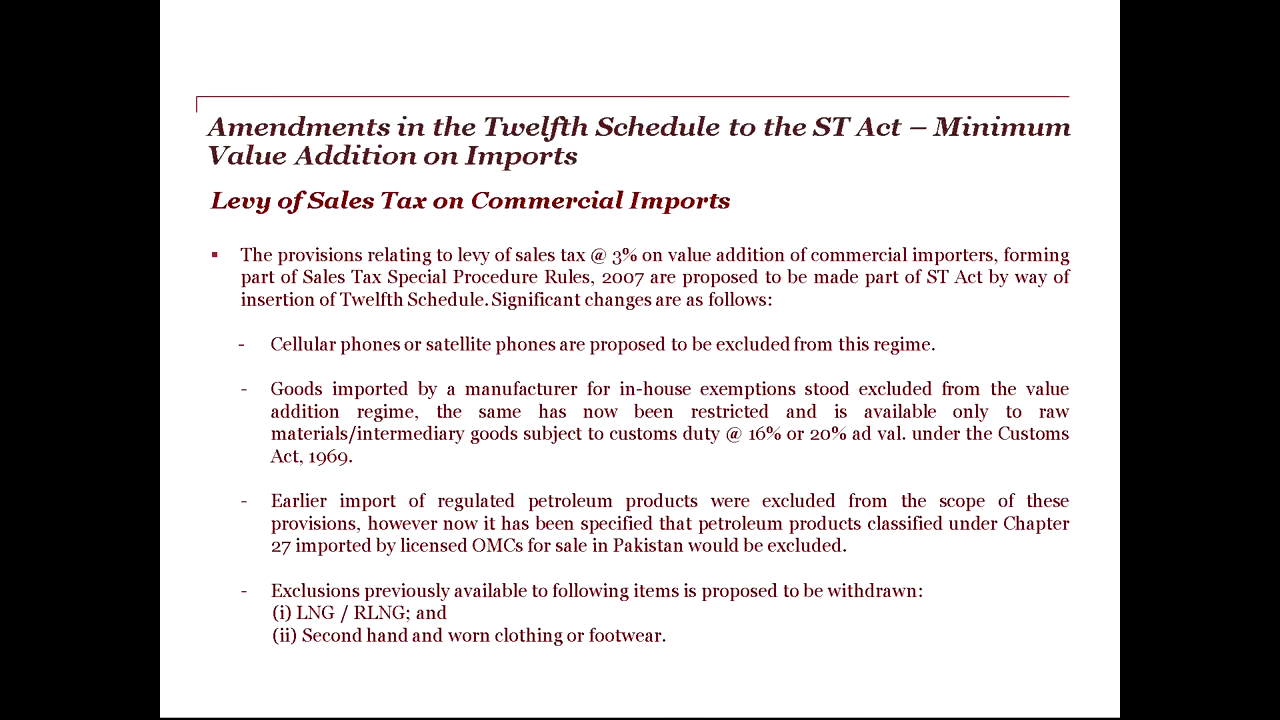 Amendments in the Twelfth Schedule to the ST Act – Minimum
Value Addition on Imports
Levy of Sales Tax on Commercial Imports
▪ The provisions relating to levy of sales tax @ 3% on value addition of commercial importers, forming
part of Sales Tax Special Procedure Rules, 2007 are proposed to be made part of ST Act by way of
insertion of Twelfth Schedule. Significant changes are as follows:
- Cellular phones or satellite phones are proposed to be excluded from this regime.
- Goods imported by a manufacturer for in-house exemptions stood excluded from the value
addition regime, the same has now been restricted and is available only to raw
materials/intermediary goods subject to customs duty @ 16% or 20% ad val. under the Customs
Act, 1969.
- Earlier import of regulated petroleum products were excluded from the scope of these
provisions, however now it has been specified that petroleum products classified under Chapter
27 imported by licensed OMCs for sale in Pakistan would be excluded.
- Exclusions previously available to following items is proposed to be withdrawn:
(i) LNG / RLNG; and
(ii) Second hand and worn clothing or footwear.